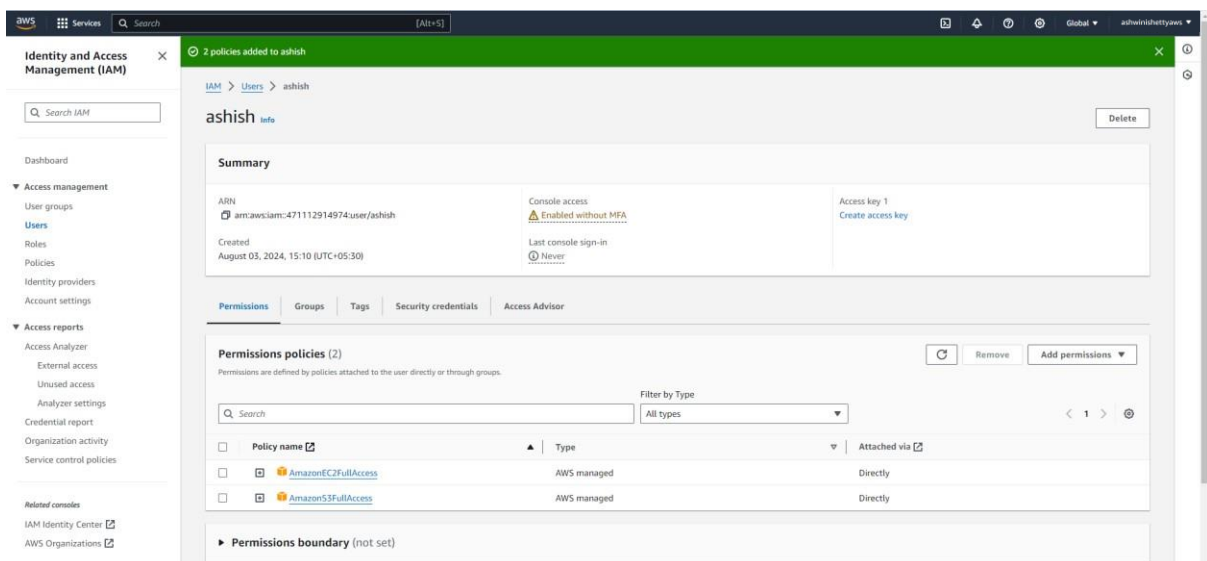 aws Services Search [Alt+S] Global ashwinishettyaws
Identity and Access Management (IAM)
Search IAM
Dashboard
Access management
User groups
Users
Roles
Policies
Identity providers
Account settings
Access reports
Access Analyzer
External access
Unused access
Analyzer settings
Credential report
Organization activity
Service control policies
Related consoles
IAM Identity Center
AWS Organizations
2 policies added to ashish
IAM > Users > ashish
ashish Info Delete
Summary
ARN
arn:aws:iam::471112914974:user/ashish
Console access
Enabled without MFA
Access key 1
Create access key
Created
August 03, 2024, 15:10 (UTC+05:30)
Last console sign-in
Never
Permissions Groups Tags Security credentials Access Advisor
Permissions policies (2) Remove Add permissions
Permissions are defined by policies attached to the user directly or through groups.
Filter by Type
Search All types < 1 >
Policy name Type Attached via
AmazonEC2FullAccess AWS managed Directly
AmazonS3FullAccess AWS managed Directly
Permissions boundary (not set)